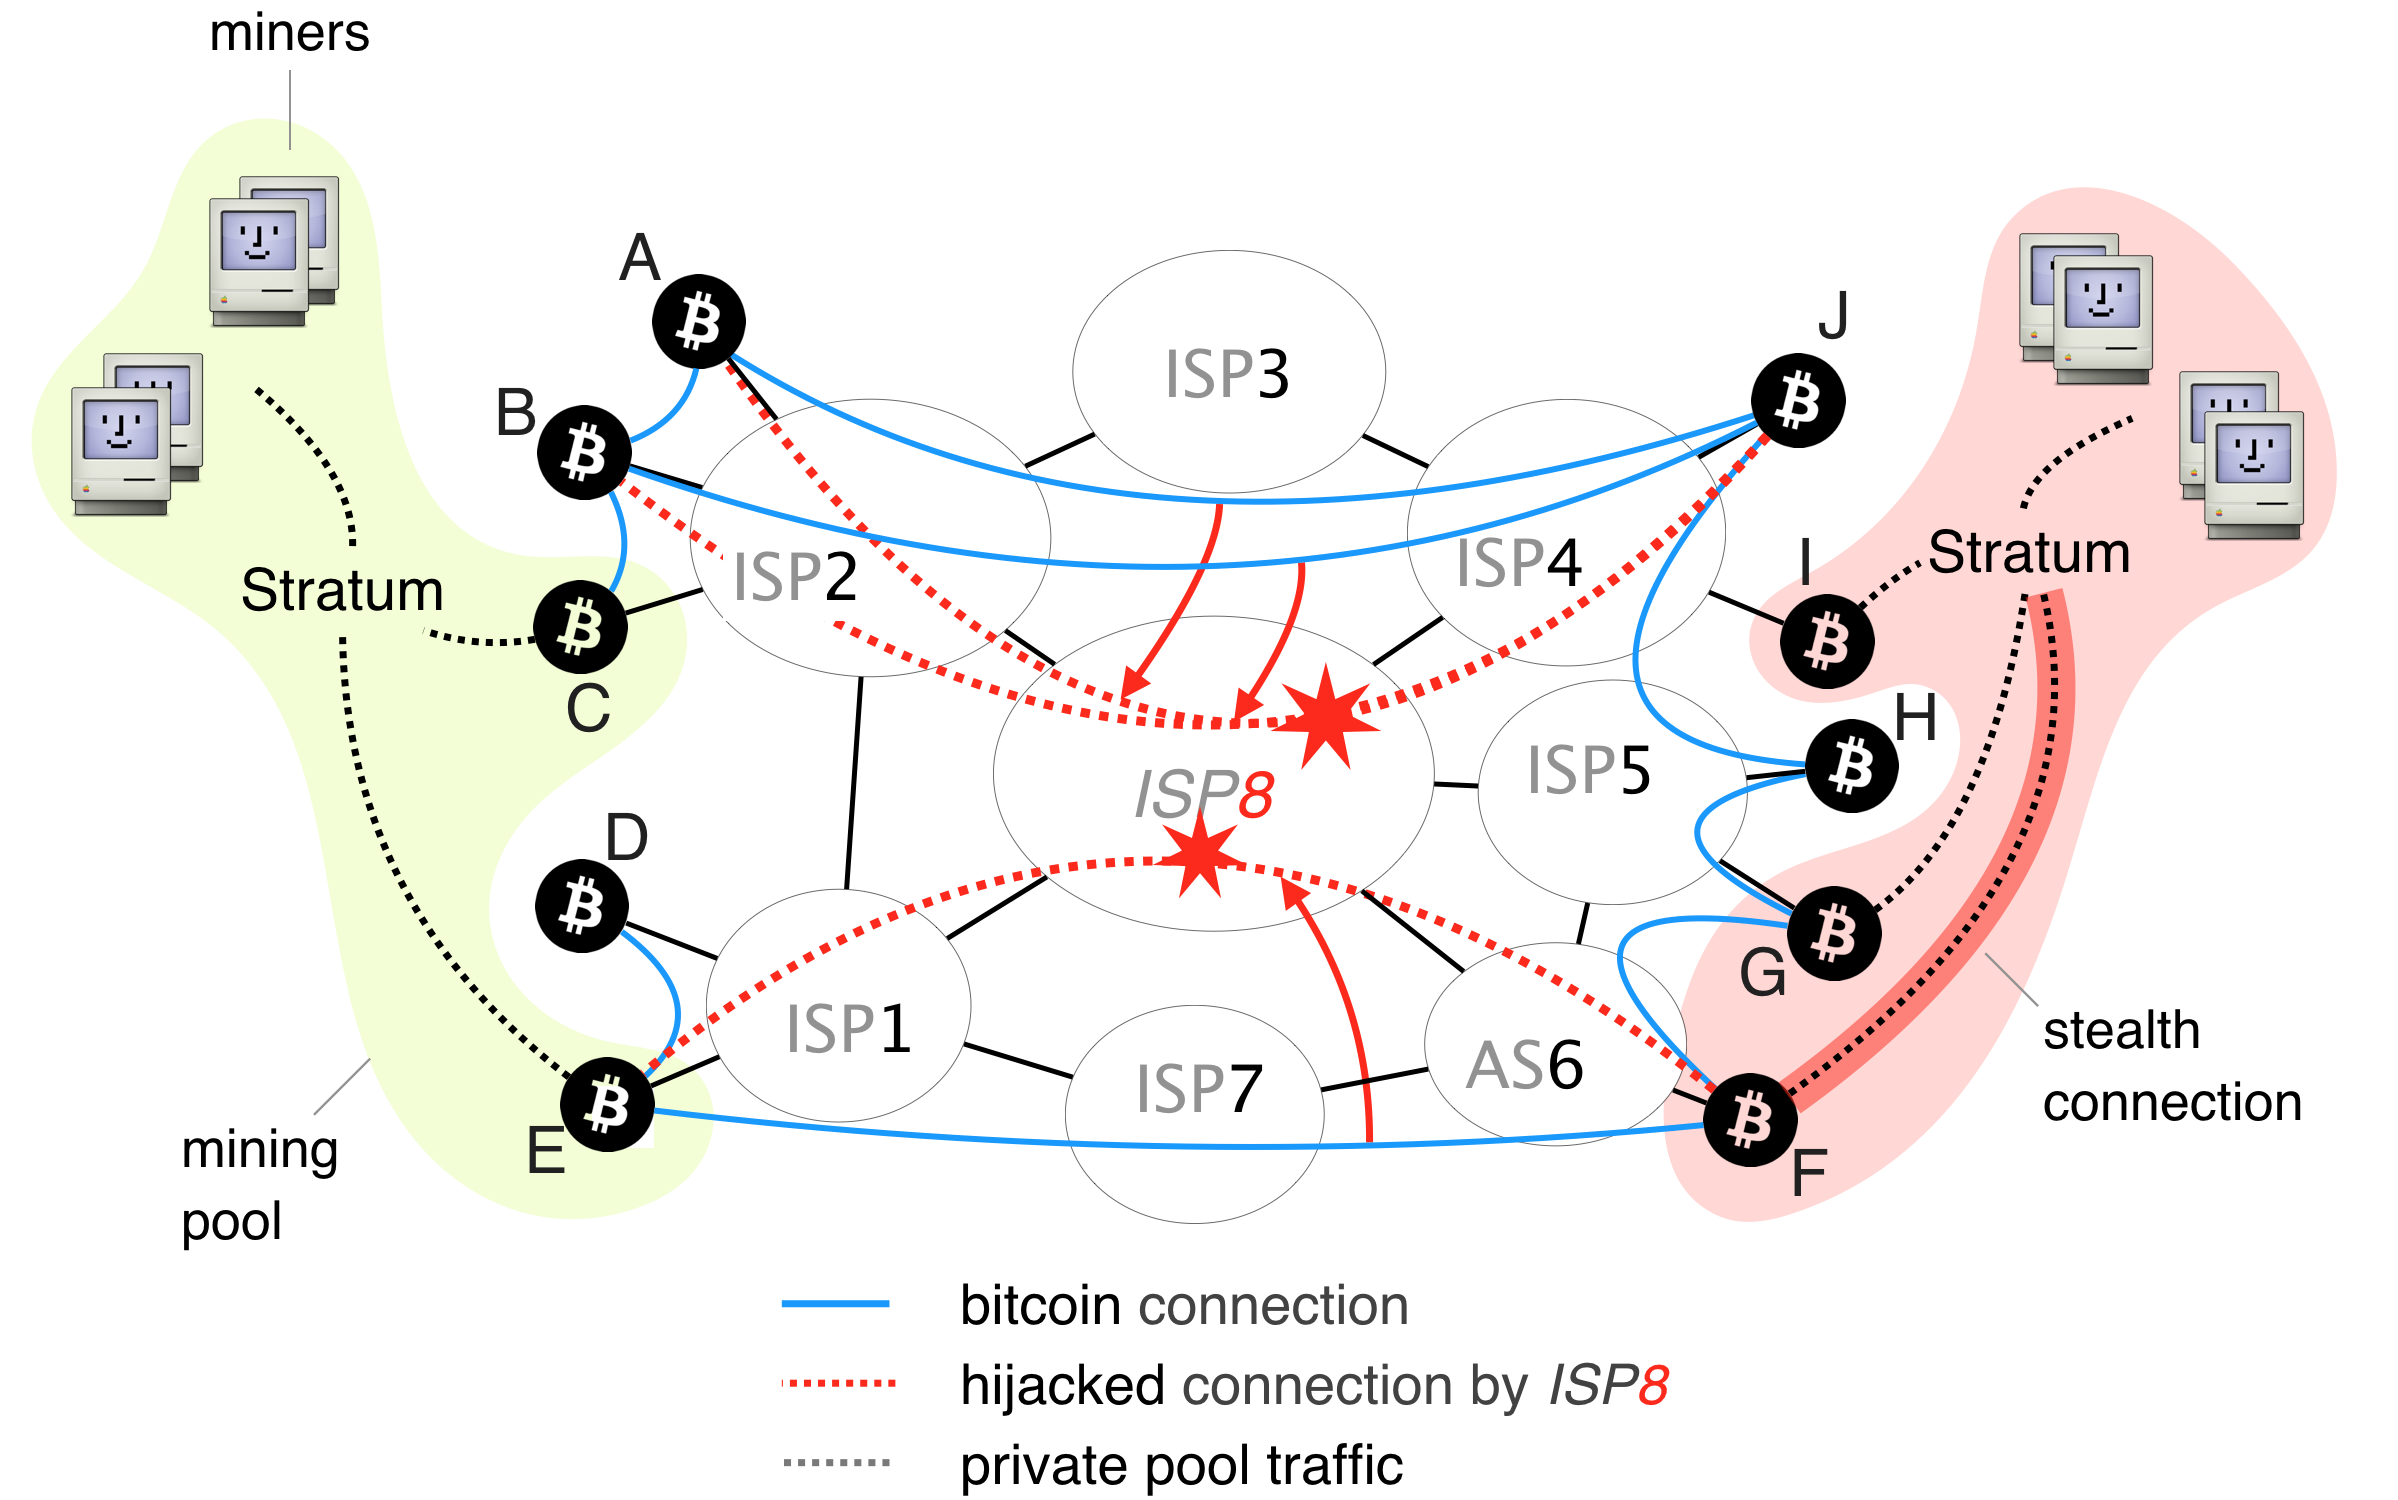 miners
A
J
B
ISP3
I
Stratum
ISP2
ISP4
Stratum
C
H
ISP5
ISP8
D
G
ISP1
stealth
connection
AS6
ISP7
E
F
mining
pool
bitcoin connection
hijacked connection by ISP8
private pool traffic